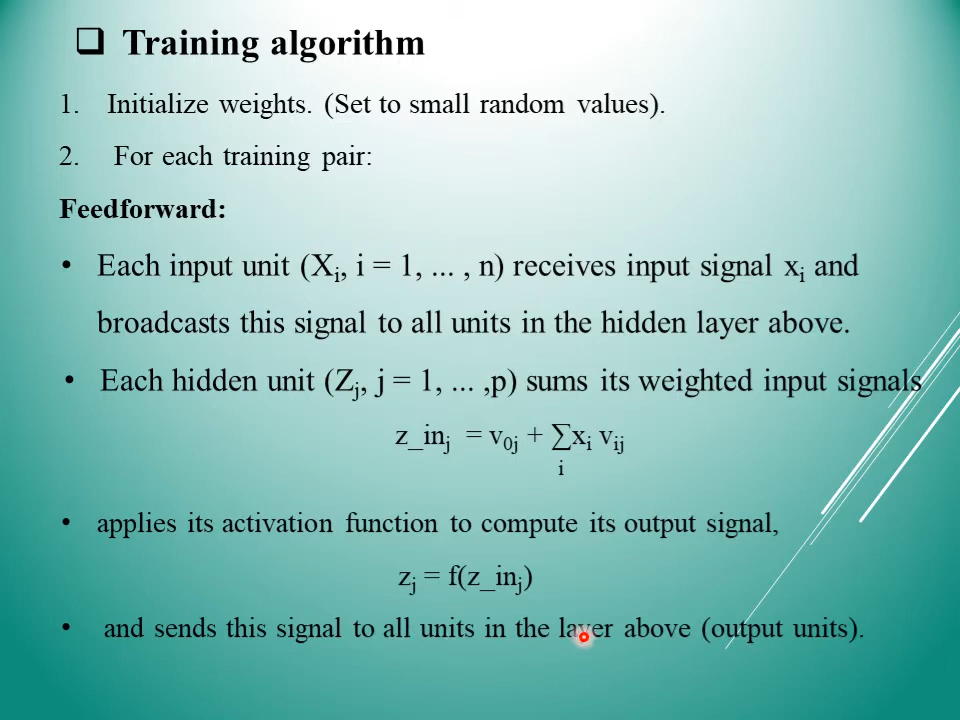 ❑ Training algorithm
1. Initialize weights. (Set to small random values).
2. For each training pair:
Feedforward:
• Each input unit (Xᵢ, i = 1, ... , n) receives input signal xᵢ and
broadcasts this signal to all units in the hidden layer above.
• Each hidden unit (Zⱼ, j = 1, ... ,p) sums its weighted input signals
z_inⱼ = v₀ⱼ + ∑xᵢ vᵢⱼ
i
• applies its activation function to compute its output signal,
zⱼ = f(z_inⱼ)
• and sends this signal to all units in the layer above (output units).